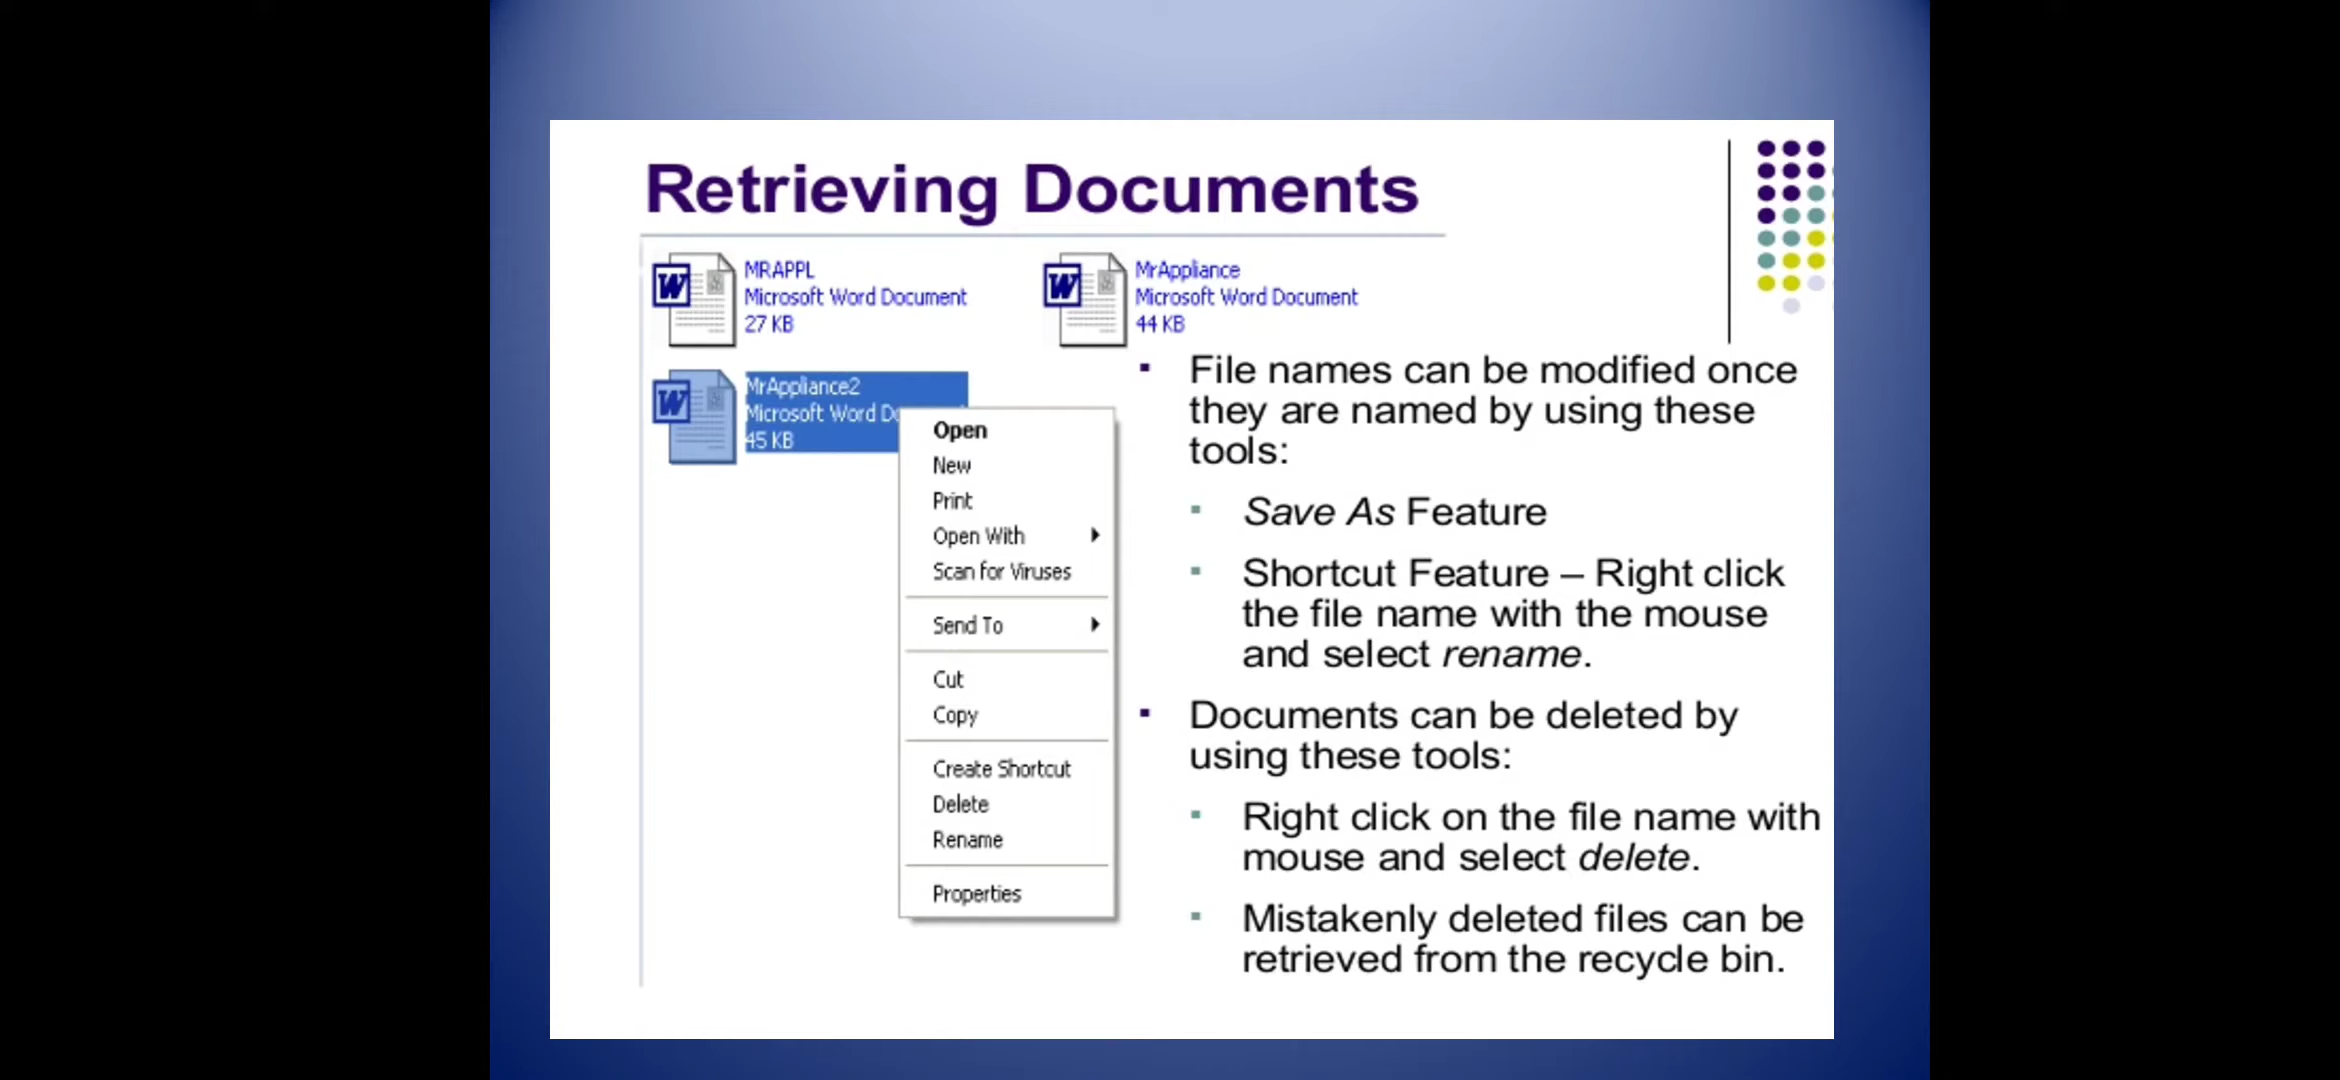 Retrieving Documents
MRAPPL
Microsoft Word Document
27 KB
MrAppliance
Microsoft Word Document
44 KB
MrAppliance2
Microsoft Word Do
45 KB
Open
New
Print
Open With
Scan for Viruses
Send To
Cut
Copy
Create Shortcut
Delete
Rename
Properties
▪ File names can be modified once
they are named by using these
tools:
▪ Save As Feature
▪ Shortcut Feature – Right click
the file name with the mouse
and select rename.
▪ Documents can be deleted by
using these tools:
▪ Right click on the file name with
mouse and select delete.
▪ Mistakenly deleted files can be
retrieved from the recycle bin.